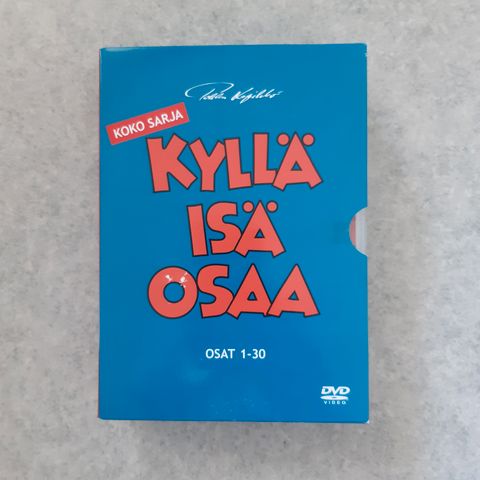 KOKO SARJA
KYLLÄ
ISÄ
OSAA
OSAT 1-30
DVD
VIDEO